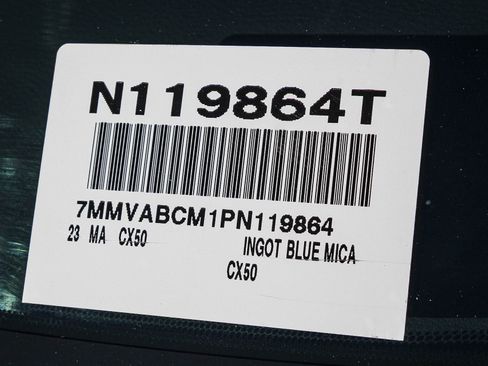 N119864T
7MMVABCM1PN119864
23 MA CX50 INGOT BLUE MICA
CX50